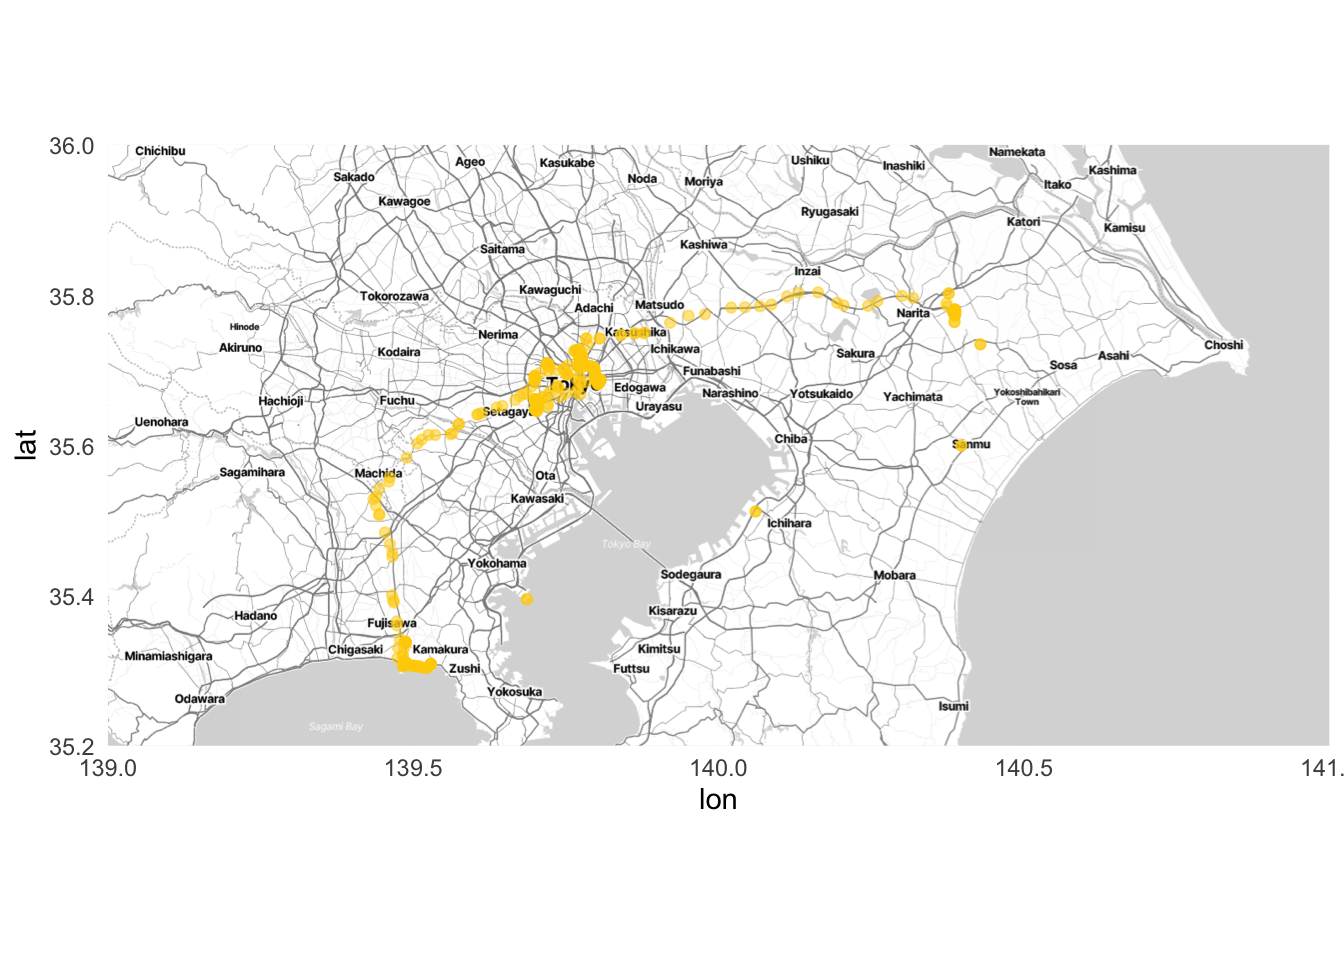 36.0
Chichibu
Ageo
Kasukabe
Ushiku
Inashiki
Namekata
Kashima
Sakado
Noda
Moriya
Itako
Kawagoe
Ryugasaki
Katori
Kamisu
Saitama
Kashiwa
Inzai
35.8
Tokorozawa
Kawaguchi
Adachi
Matsudo
Narita
Hinode
Nerima
Katsushika
Akiruno
Kodaira
Ichikawa
Sakura
Asahi
Choshi
Sosa
Tokyo
Edogawa
Funabashi
Hachioji
Fuchu
Setagaya
Urayasu
Narashino
Yotsukaido
Yachimata
Yokoshibahikari
Town
Uenohara
lat
35.6
Chiba
Sanmu
Sagamihara
Machida
Ota
Kawasaki
Ichihara
Tokyo Bay
Yokohama
Sodegaura
Mobara
35.4
Hadano
Fujisawa
Kisarazu
Minamiashigara
Chigasaki
Kamakura
Kimitsu
Zushi
Futtsu
Odawara
Yokosuka
Isumi
Sagami Bay
35.2
139.0
139.5
140.0
140.5
141.
lon